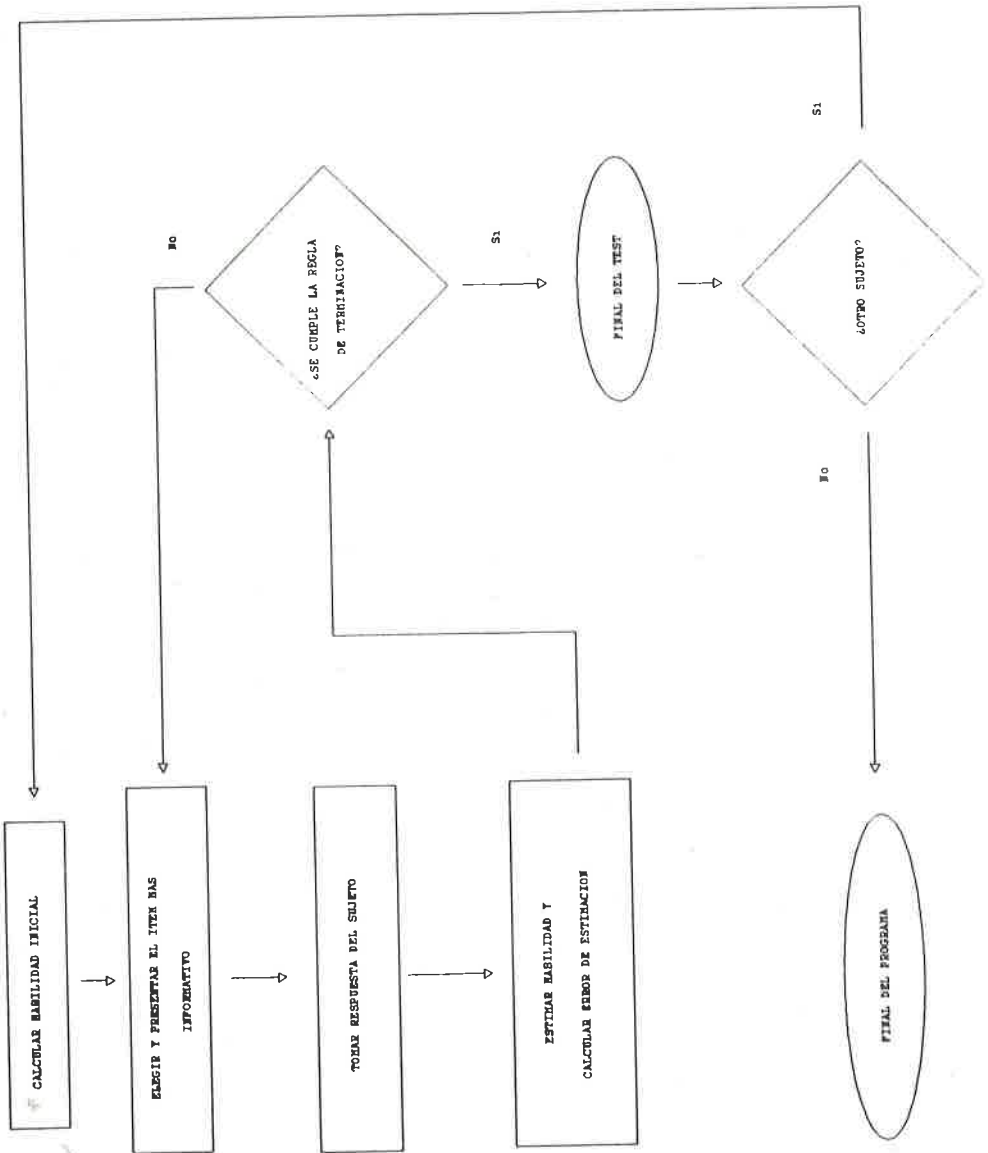 CALCULAR HABILIDAD INICIAL
ELEGIR Y PRESENTAR EL ITEM MAS
INFORMATIVO
TOMAR RESPUESTA DEL SUJETO
ESTIMAR HABILIDAD Y
CALCULAR ERROR DE ESTIMACION
¿SE CUMPLE LA REGLA
DE TERMINACION?
No
Si
FINAL DEL TEST
¿OTRO SUJETO?
Si
No
FINAL DEL PROGRAMA